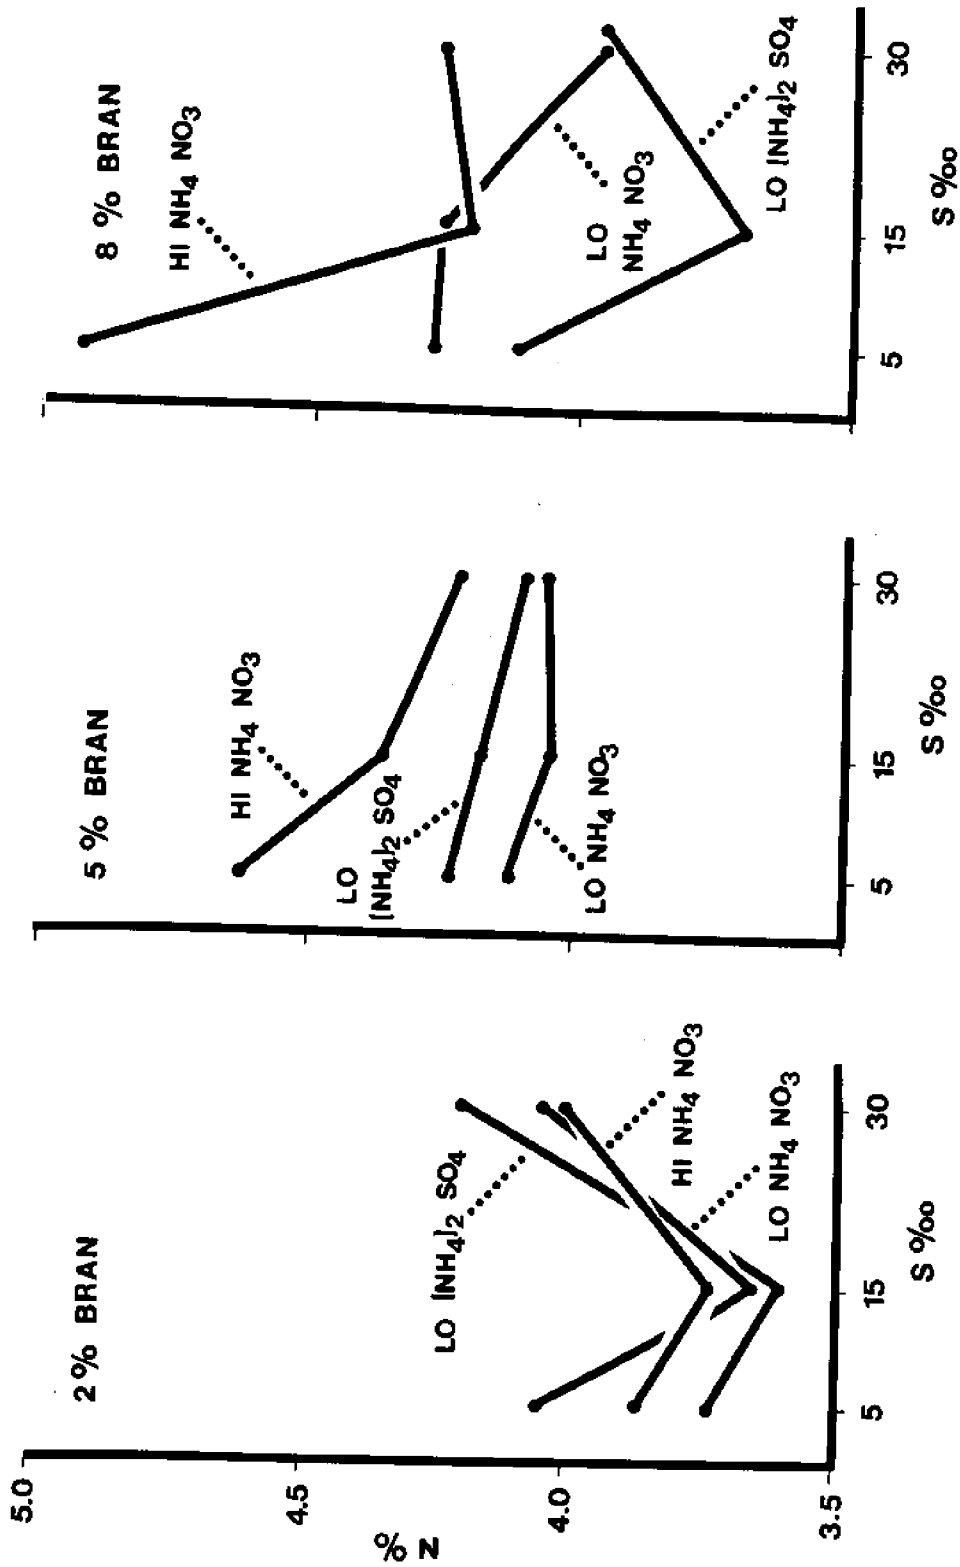 2% BRAN
5% BRAN
8% BRAN
5.0
4.5
4.0
3.5
N %
LO (NH4)2 SO4
HI NH4 NO3
LO NH4 NO3
5 15 30
S ‰
HI NH4 NO3
LO
(NH4)2 SO4
LO NH4 NO3
5 15 30
S ‰
HI NH4 NO3
LO
NH4 NO3
LO (NH4)2 SO4
5 15 30
S ‰